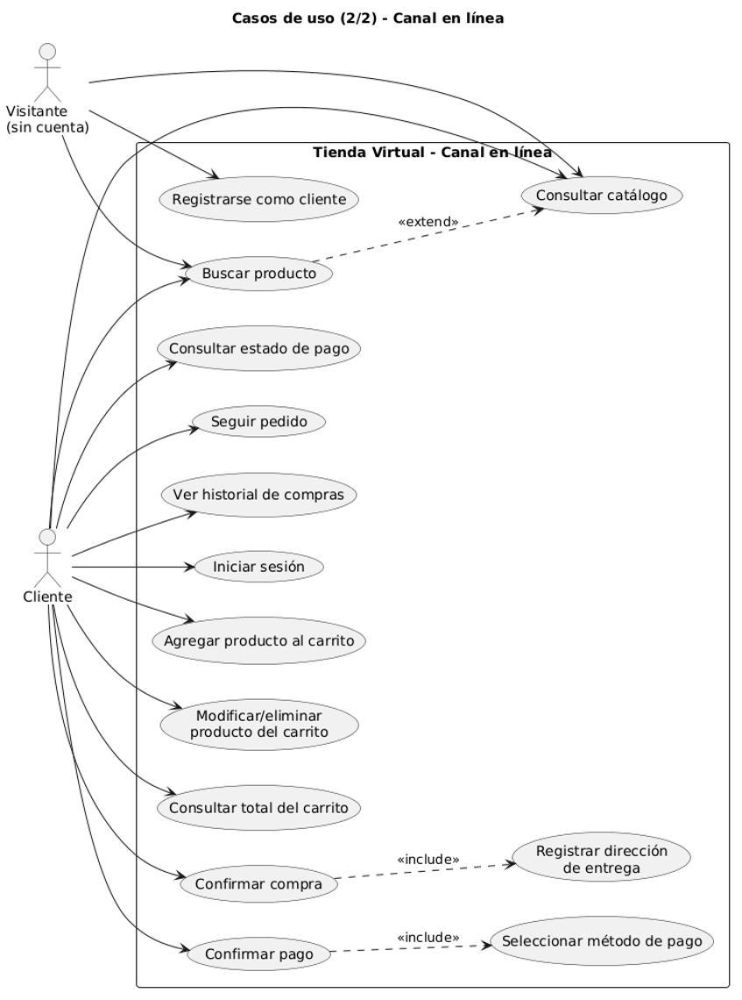 Casos de uso (2/2) - Canal en línea
Visitante
(sin cuenta)
Tienda Virtual - Canal en línea
Registrarse como cliente
Consultar catálogo
«extend»
Buscar producto
Consultar estado de pago
Seguir pedido
Ver historial de compras
Iniciar sesión
Cliente
Agregar producto al carrito
Modificar/eliminar
producto del carrito
Consultar total del carrito
Confirmar compra
«include»
Registrar dirección
de entrega
Confirmar pago
«include»
Seleccionar método de pago